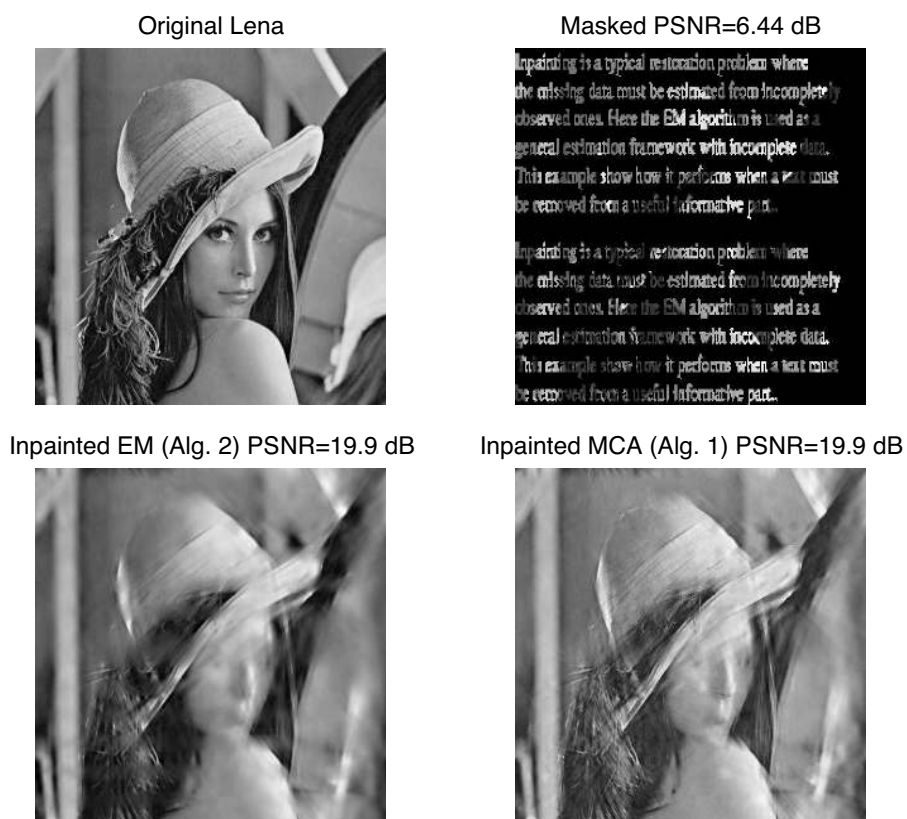 Original Lena
Masked PSNR=6.44 dB
Inpainting is a typical restoration problem where
the missing data must be estimated from incompletely
observed ones. Here the EM algorithm is used as a
general estimation framework with incomplete data.
This example show how it performs when a text must
be removed from a useful informative part..
Inpainting is a typical restoration problem where
the missing data must be estimated from incompletely
observed ones. Here the EM algorithm is used as a
general estimation framework with incomplete data.
This example show how it performs when a text must
be removed from a useful informative part..
Inpainted EM (Alg. 2) PSNR=19.9 dB
Inpainted MCA (Alg. 1) PSNR=19.9 dB